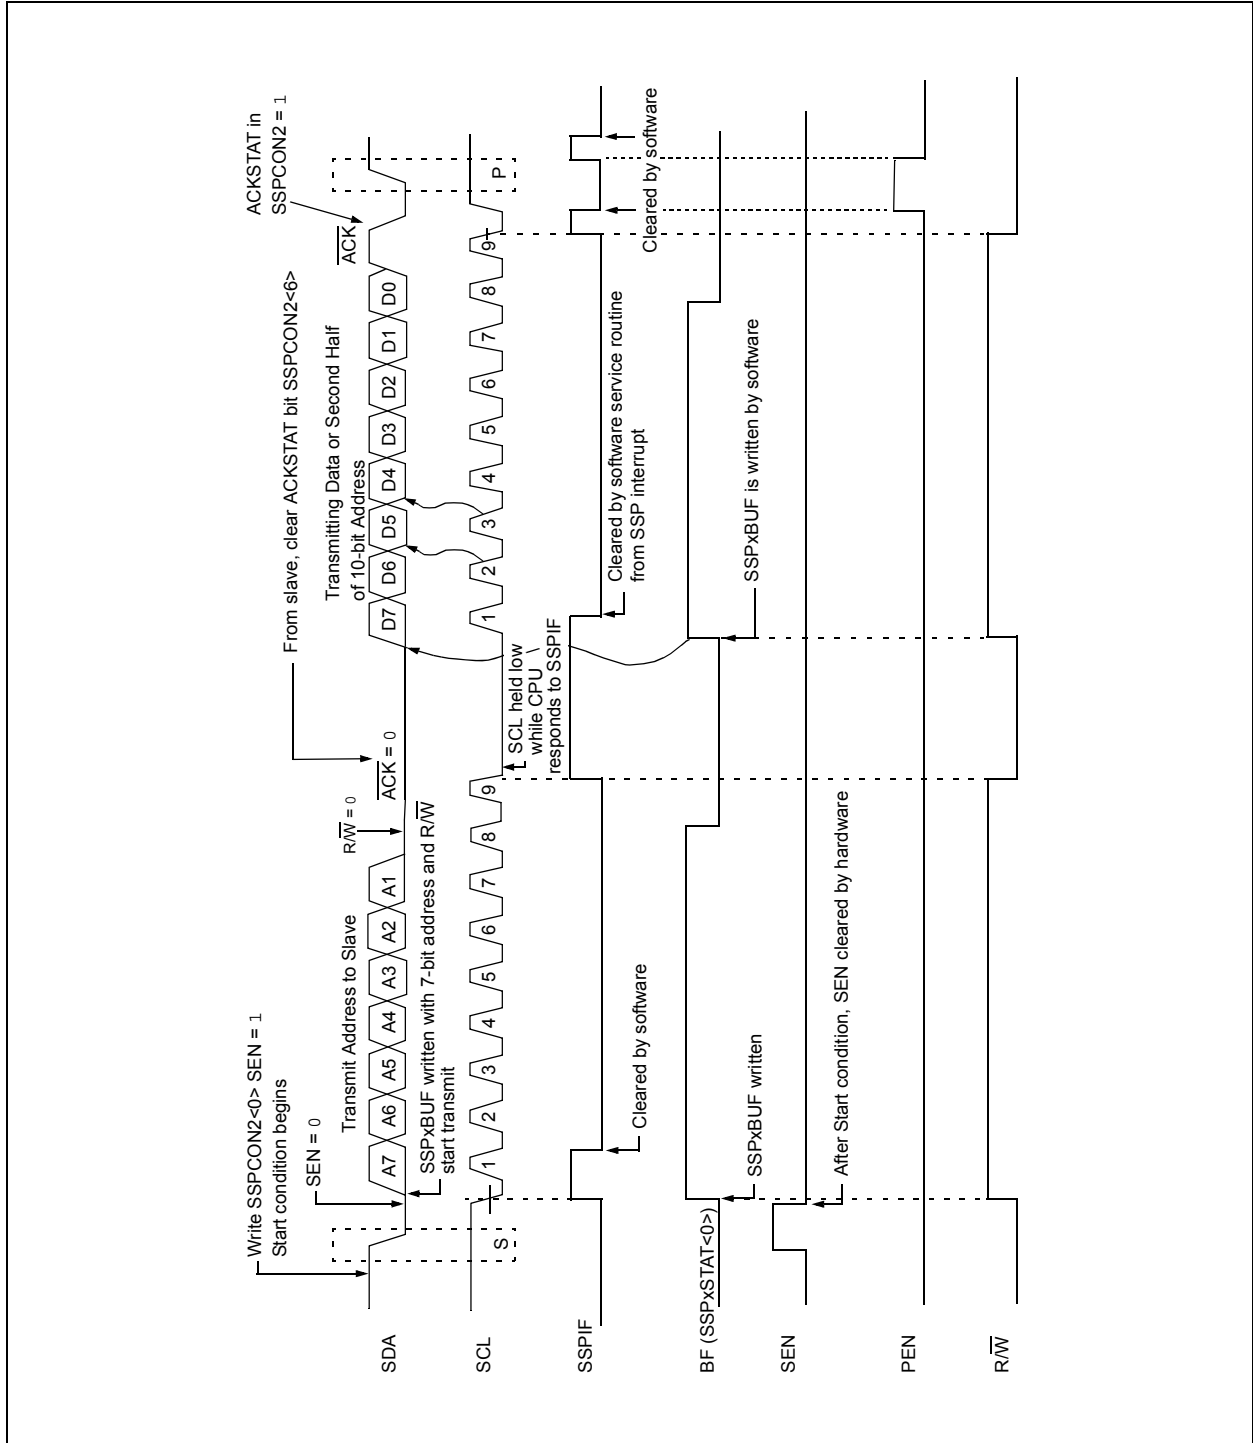 Write SSPCON2<0> SEN = 1
Start condition begins
SEN = 0
Transmit Address to Slave
R/W = 0
From slave, clear ACKSTAT bit SSPCON2<6>
ACK = 0
Transmitting Data or Second Half
of 10-bit Address
ACKSTAT in
SSPCON2 = 1
ACK
SDA
A7 A6 A5 A4 A3 A2 A1
D7 D6 D5 D4 D3 D2 D1 D0
SSPxBUF written with 7-bit address and R/W
start transmit
SCL
S
1 2 3 4 5 6 7 8 9
1 2 3 4 5 6 7 8 9
P
SCL held low
while CPU
responds to SSPIF
SSPIF
Cleared by software
Cleared by software service routine
from SSP interrupt
Cleared by software
BF (SSPxSTAT<0>)
SSPxBUF written
SSPxBUF is written by software
SEN
After Start condition, SEN cleared by hardware
PEN
R/W